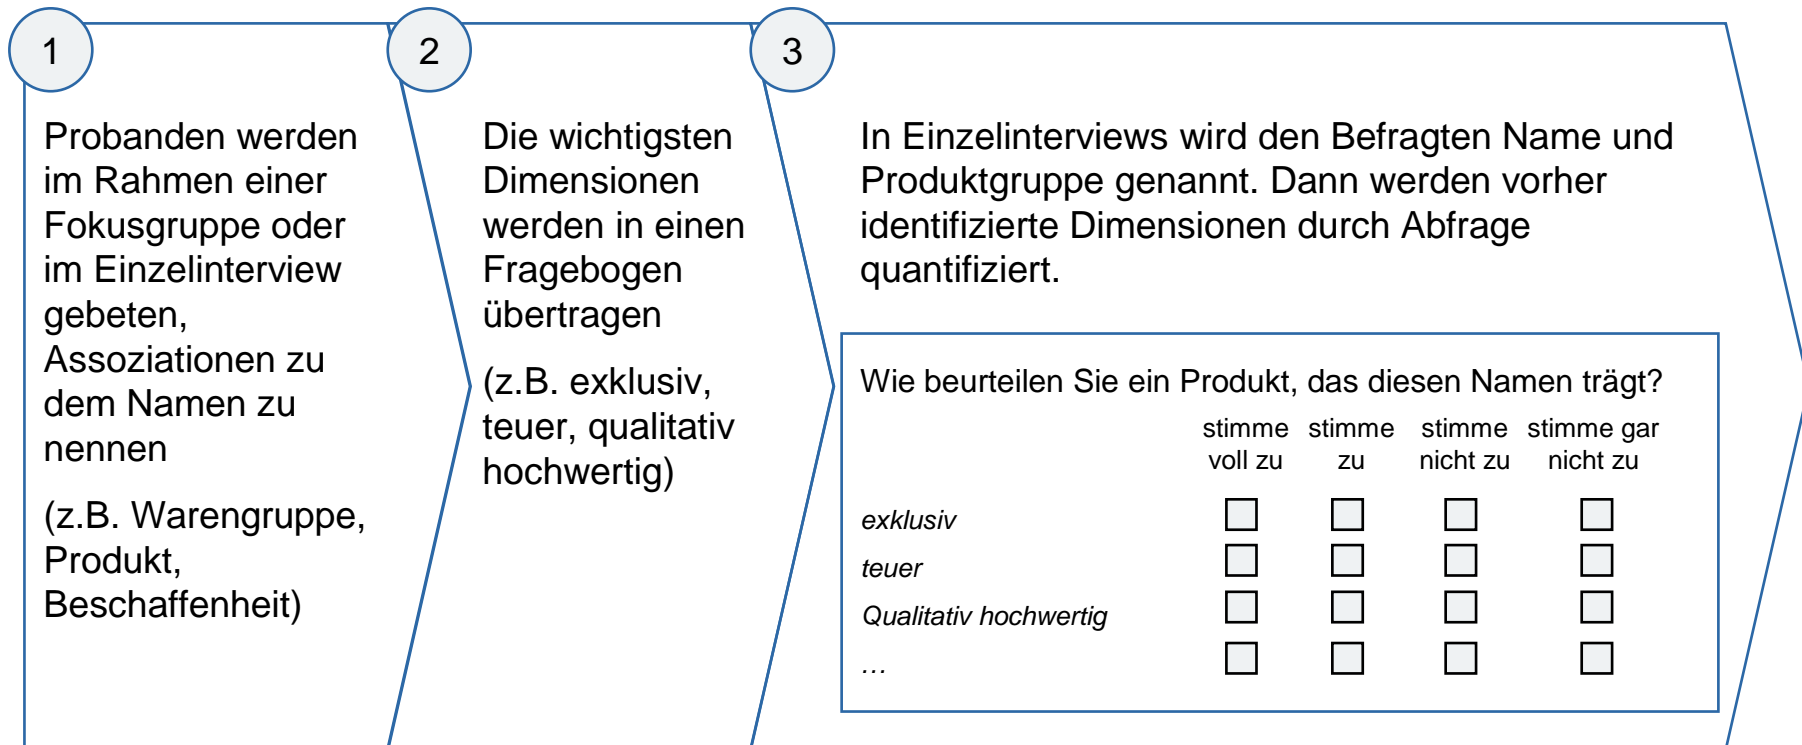 1
Probanden werden
im Rahmen einer
Fokusgruppe oder
im Einzelinterview
gebeten,
Assoziationen zu
dem Namen zu
nennen
(z.B. Warengruppe,
Produkt,
Beschaffenheit)
2
Die wichtigsten
Dimensionen
werden in einen
Fragebogen
übertragen
(z.B. exklusiv,
teuer, qualitativ
hochwertig)
3
In Einzelinterviews wird den Befragten Name und
Produktgruppe genannt. Dann werden vorher
identifizierte Dimensionen durch Abfrage
quantifiziert.
Wie beurteilen Sie ein Produkt, das diesen Namen trägt?
stimme stimme stimme stimme gar
voll zu zu nicht zu nicht zu
exklusiv
teuer
Qualitativ hochwertig
…